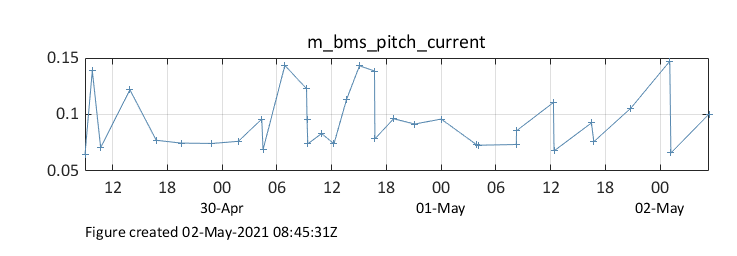 m_bms_pitch_current
0.15
0.1
0.05
12 18 00 06 12 18 00 06 12 18 00
30-Apr 01-May 02-May
Figure created 02-May-2021 08:45:31Z